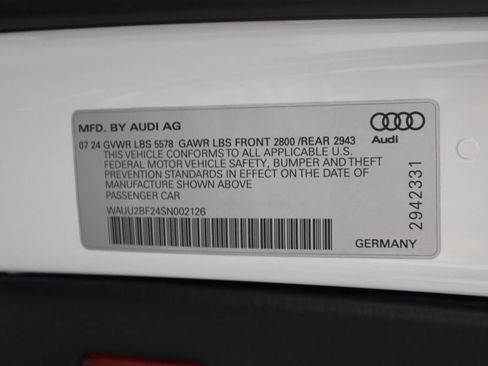 MFD. BY AUDI AG
Audi
07 24 GVWR LBS 5578 GAWR LBS FRONT 2800 /REAR 2943
THIS VEHICLE CONFORMS TO ALL APPLICABLE U.S.
FEDERAL MOTOR VEHICLE SAFETY, BUMPER AND THEFT
PREVENTION STANDARDS IN EFFECT ON THE DATE OF
MANUFACTURE SHOWN ABOVE
PASSENGER CAR
WAUU2BF24SN002126
GERMANY
2942331